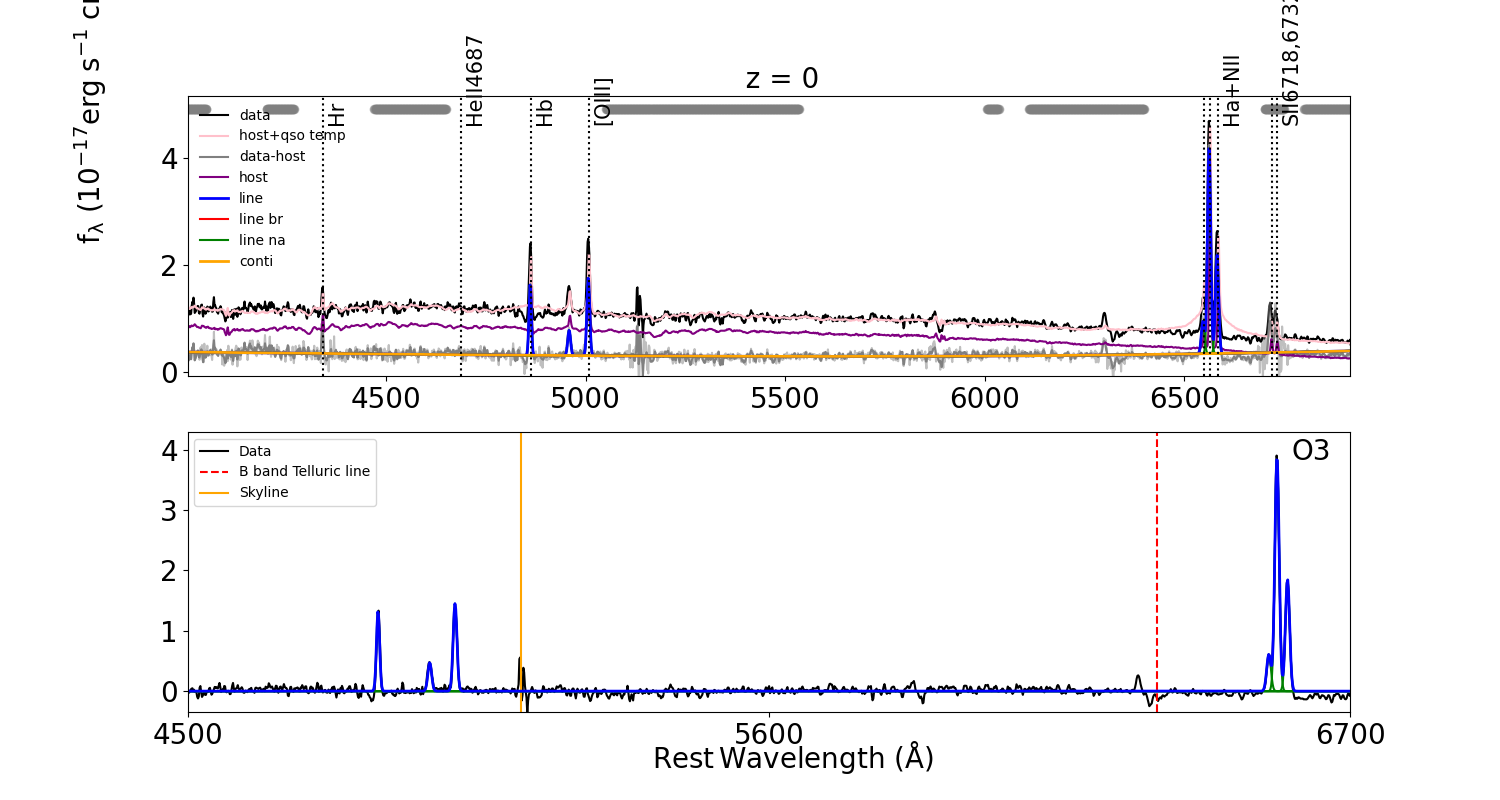 z = 0
f_λ (10^{-17}erg s^{-1}
Hr
HeII4687
Hb
[OIII]
Ha+NII
SII6718,673
data
host+qso temp
data-host
host
line
line br
line na
conti
4
2
0
4500
5000
5500
6000
6500
Data
B band Telluric line
Skyline
O3
4
3
2
1
0
4500
5600
6700
Rest Wavelength (Å)